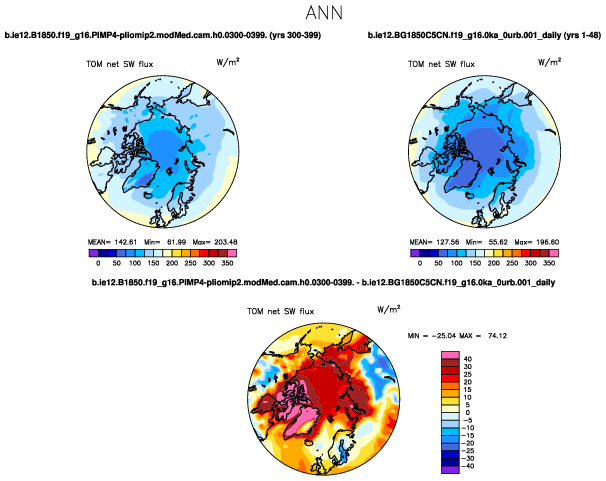 ANN
b.ie12.B1850.f19_g16.PIMP4-pliomip2.modMed.cam.h0.0300-0399. (yrs 300-399)
b.ie12.BG1850C5CN.f19_g16.0ka_0urb.001_daily (yrs 1-48)
TOM net SW flux W/m²
TOM net SW flux W/m²
MEAN= 142.61 Min= 61.99 Max= 203.48
MEAN= 127.56 Min= 55.62 Max= 196.60
0 50 100 150 200 250 300 350
0 50 100 150 200 250 300 350
b.ie12.B1850.f19_g16.PIMP4-pliomip2.modMed.cam.h0.0300-0399. - b.ie12.BG1850C5CN.f19_g16.0ka_0urb.001_daily
TOM net SW flux W/m²
MIN = -25.04 MAX = 74.12
40
35
30
25
20
15
10
5
0
-5
-10
-15
-20
-25
-30
-35
-40